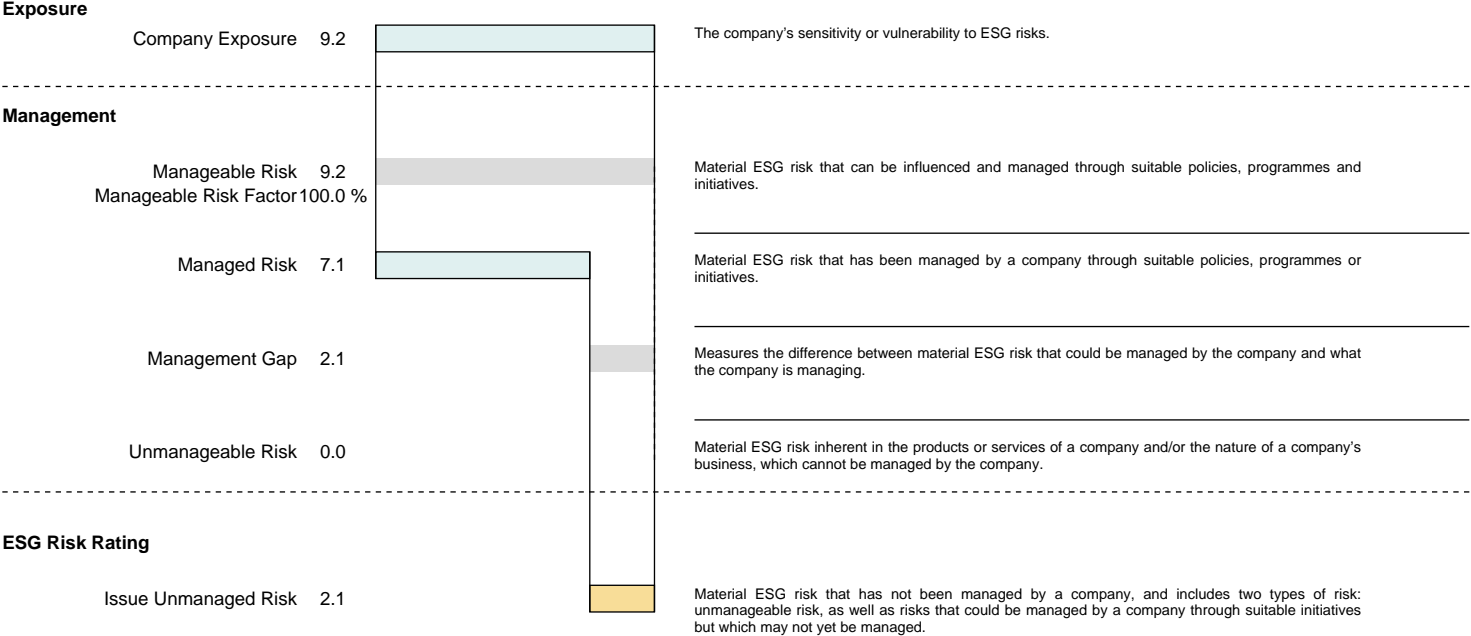 Exposure
Company Exposure 9.2
The company’s sensitivity or vulnerability to ESG risks.
Management
Manageable Risk 9.2
Manageable Risk Factor 100.0 %
Material ESG risk that can be influenced and managed through suitable policies, programmes and
initiatives.
Managed Risk 7.1
Material ESG risk that has been managed by a company through suitable policies, programmes or
initiatives.
Management Gap 2.1
Measures the difference between material ESG risk that could be managed by the company and what
the company is managing.
Unmanageable Risk 0.0
Material ESG risk inherent in the products or services of a company and/or the nature of a company’s
business, which cannot be managed by the company.
ESG Risk Rating
Issue Unmanaged Risk 2.1
Material ESG risk that has not been managed by a company, and includes two types of risk:
unmanageable risk, as well as risks that could be managed by a company through suitable initiatives
but which may not yet be managed.